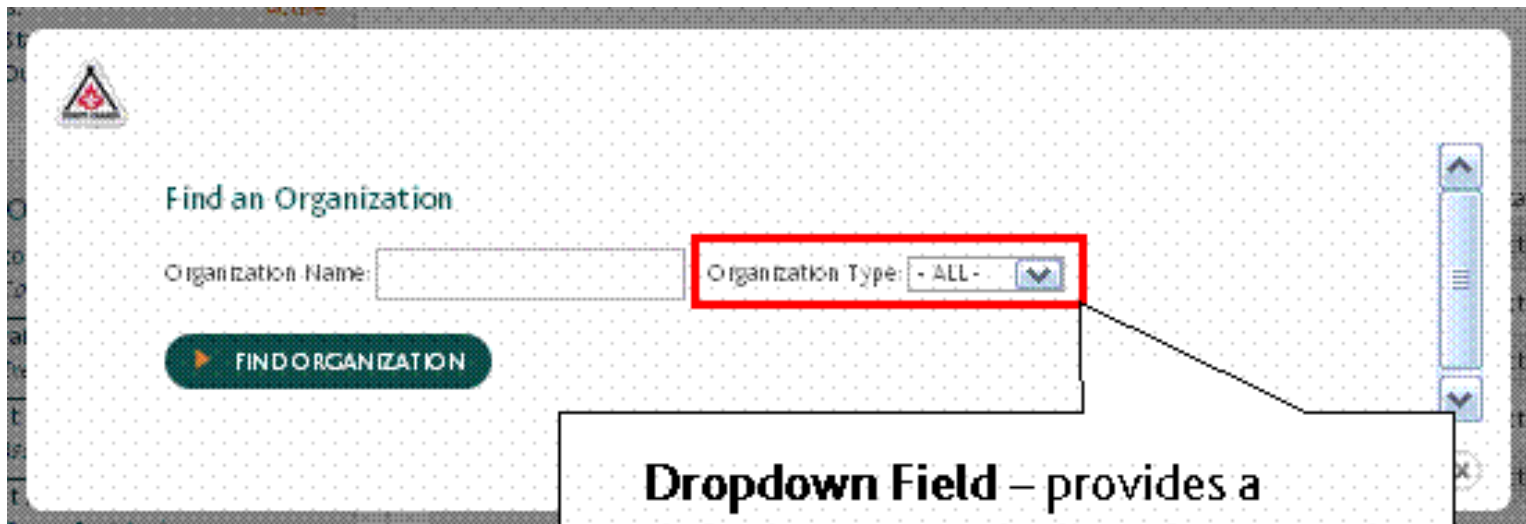 Find an Organization
Organization Name: Organization Type: - ALL -
FIND ORGANIZATION
Dropdown Field – provides a